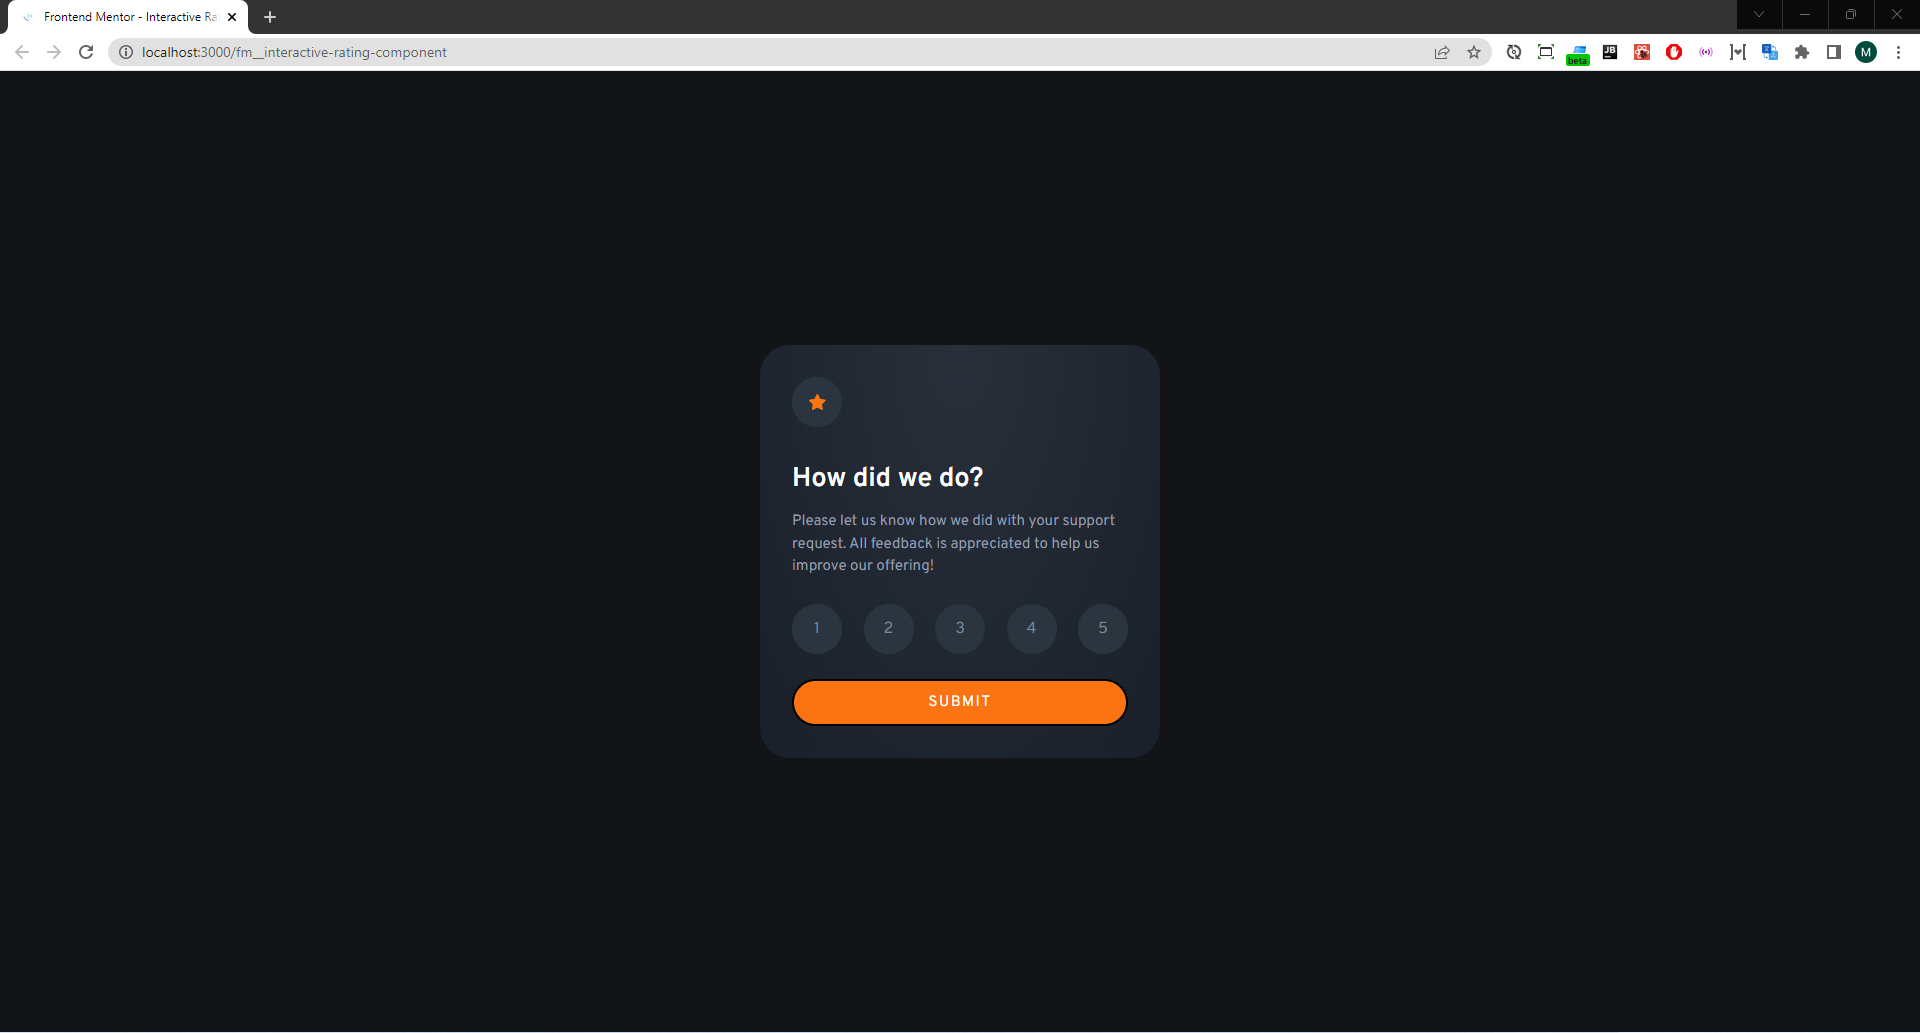 Frontend Mentor - Interactive Ra
localhost:3000/fm__interactive-rating-component
beta
JB
M
How did we do?
Please let us know how we did with your support
request. All feedback is appreciated to help us
improve our offering!
1 2 3 4 5
SUBMIT